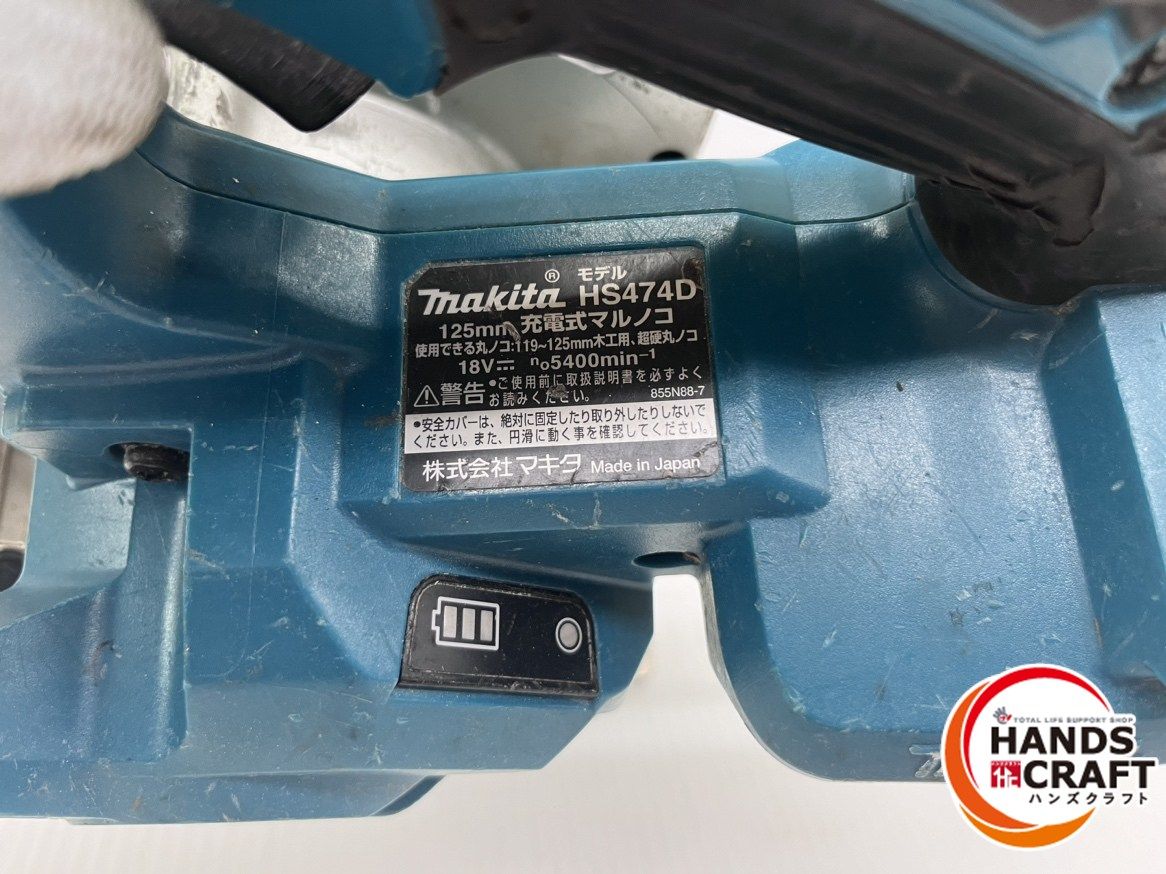 ® モデル
makita HS474D
125mm 充電式マルノコ
使用できる丸ノコ:119~125mm木工用、超硬丸ノコ
18V⎓ n₀5400min⁻¹
⚠警告 •ご使用前に取扱説明書を必ずよく
お読みください。 855N88-7
•安全カバーは、絶対に固定したり取り外したりしないで
ください。また、円滑に動く事を確認してください。
株式会社マキタ Made in Japan
TOTAL LIFE SUPPORT SHOP
HANDS
CRAFT
ハンズクラフト